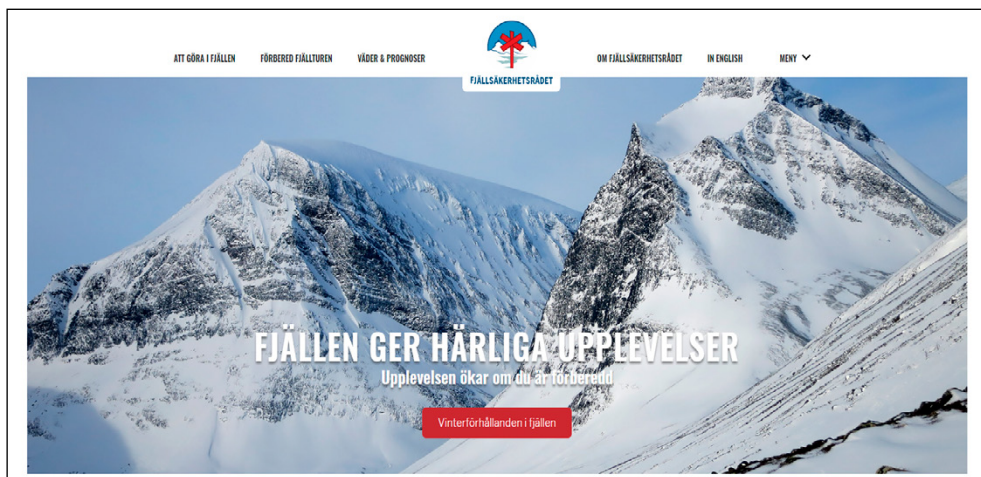 ATT GÖRA I FJÄLLEN
FÖRBERED FJÄLLTUREN
VÄDER & PROGNOSER
FJÄLLSÄKERHETSRÅDET
OM FJÄLLSÄKERHETSRÅDET
IN ENGLISH
MENY
FJÄLLEN GER HÄRLIGA UPPLEVELSER
Upplevelsen ökar om du är förberedd
Vinterförhållanden i fjällen